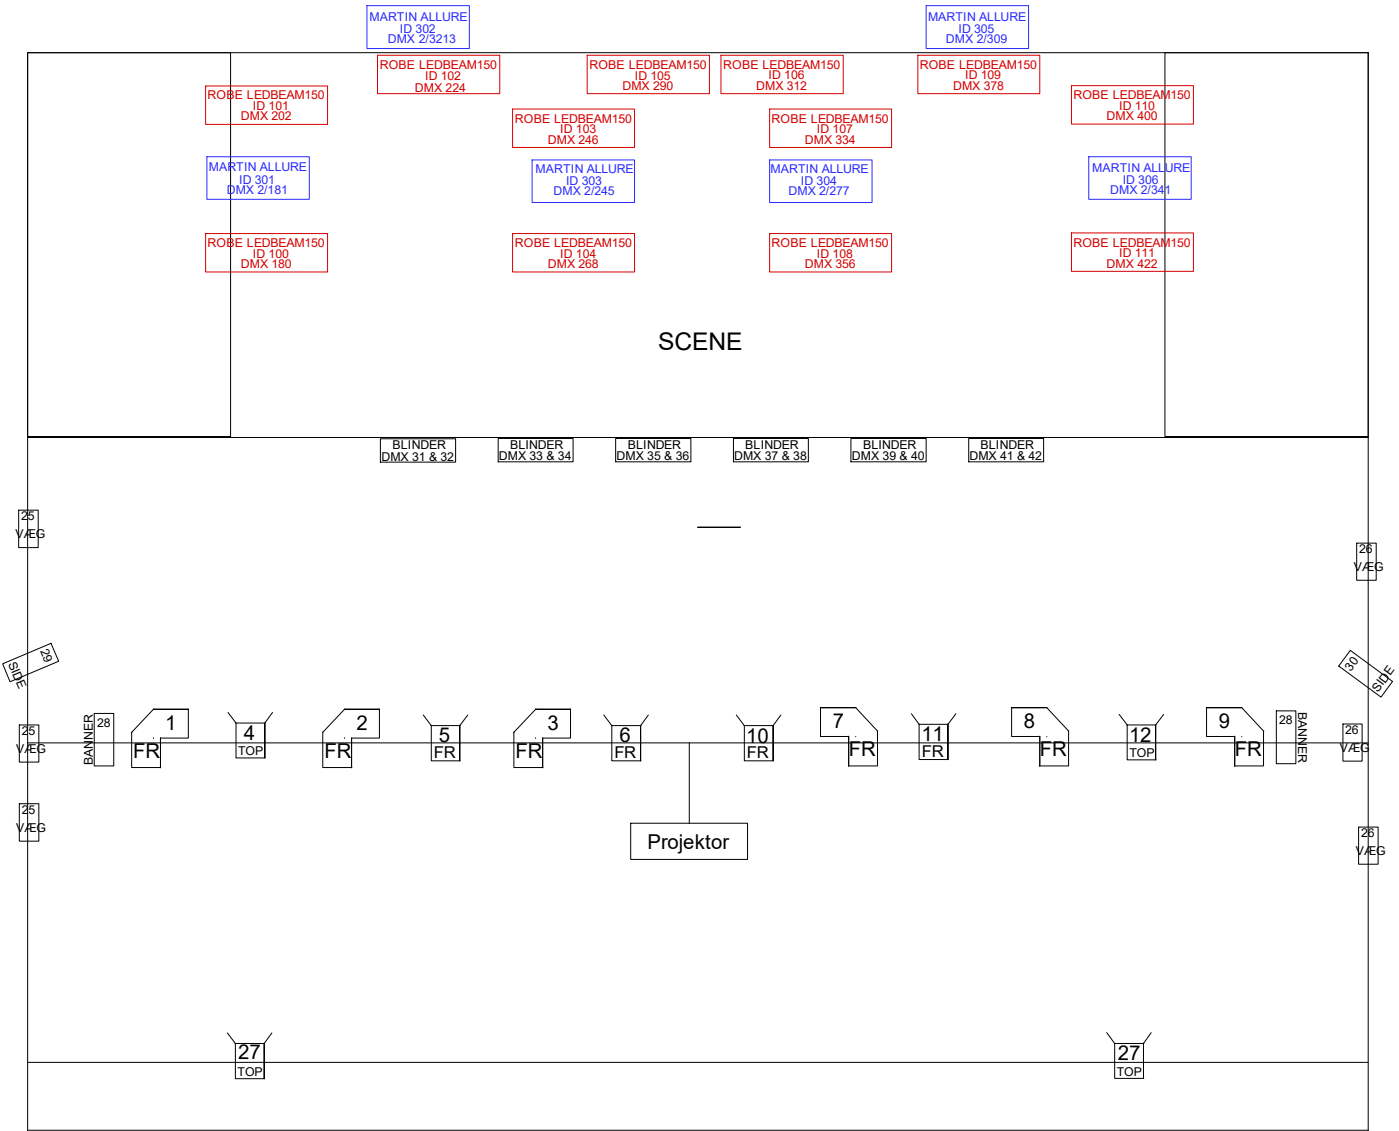 MARTIN ALLURE
ID 302
DMX 2/3213
MARTIN ALLURE
ID 305
DMX 2/309
ROBE LEDBEAM150
ID 102
DMX 224
ROBE LEDBEAM150
ID 105
DMX 290
ROBE LEDBEAM150
ID 106
DMX 312
ROBE LEDBEAM150
ID 109
DMX 378
ROBE LEDBEAM150
ID 101
DMX 202
ROBE LEDBEAM150
ID 110
DMX 400
ROBE LEDBEAM150
ID 103
DMX 246
ROBE LEDBEAM150
ID 107
DMX 334
MARTIN ALLURE
ID 301
DMX 2/181
MARTIN ALLURE
ID 303
DMX 2/245
MARTIN ALLURE
ID 304
DMX 2/277
MARTIN ALLURE
ID 306
DMX 2/341
ROBE LEDBEAM150
ID 100
DMX 180
ROBE LEDBEAM150
ID 104
DMX 268
ROBE LEDBEAM150
ID 108
DMX 356
ROBE LEDBEAM150
ID 111
DMX 422
SCENE
BLINDER
DMX 31 & 32
BLINDER
DMX 33 & 34
BLINDER
DMX 35 & 36
BLINDER
DMX 37 & 38
BLINDER
DMX 39 & 40
BLINDER
DMX 41 & 42
25
VÆG
26
VÆG
29
SIDE
30
SIDE
25
VÆG
BANNER
28
1
FR
4
TOP
2
FR
5
FR
3
FR
6
FR
10
FR
7
FR
11
FR
8
FR
12
TOP
9
FR
28
BANNER
26
VÆG
25
VÆG
Projektor
26
VÆG
27
TOP
27
TOP